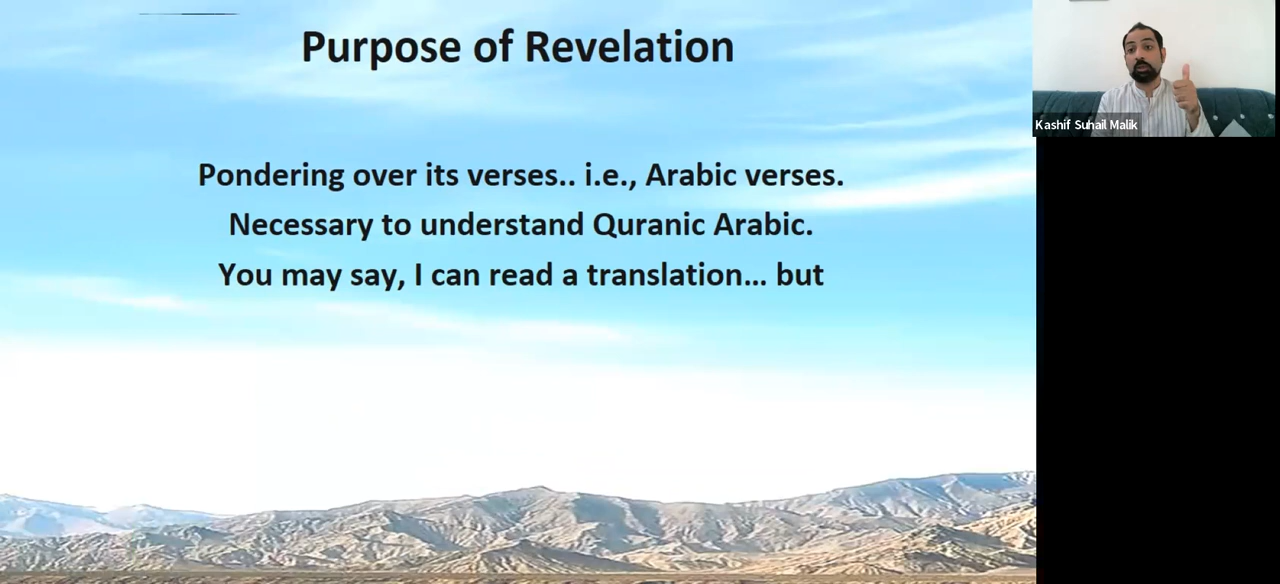 Purpose of Revelation
Pondering over its verses.. i.e., Arabic verses.
Necessary to understand Quranic Arabic.
You may say, I can read a translation... but
Kashif Suhail Malik